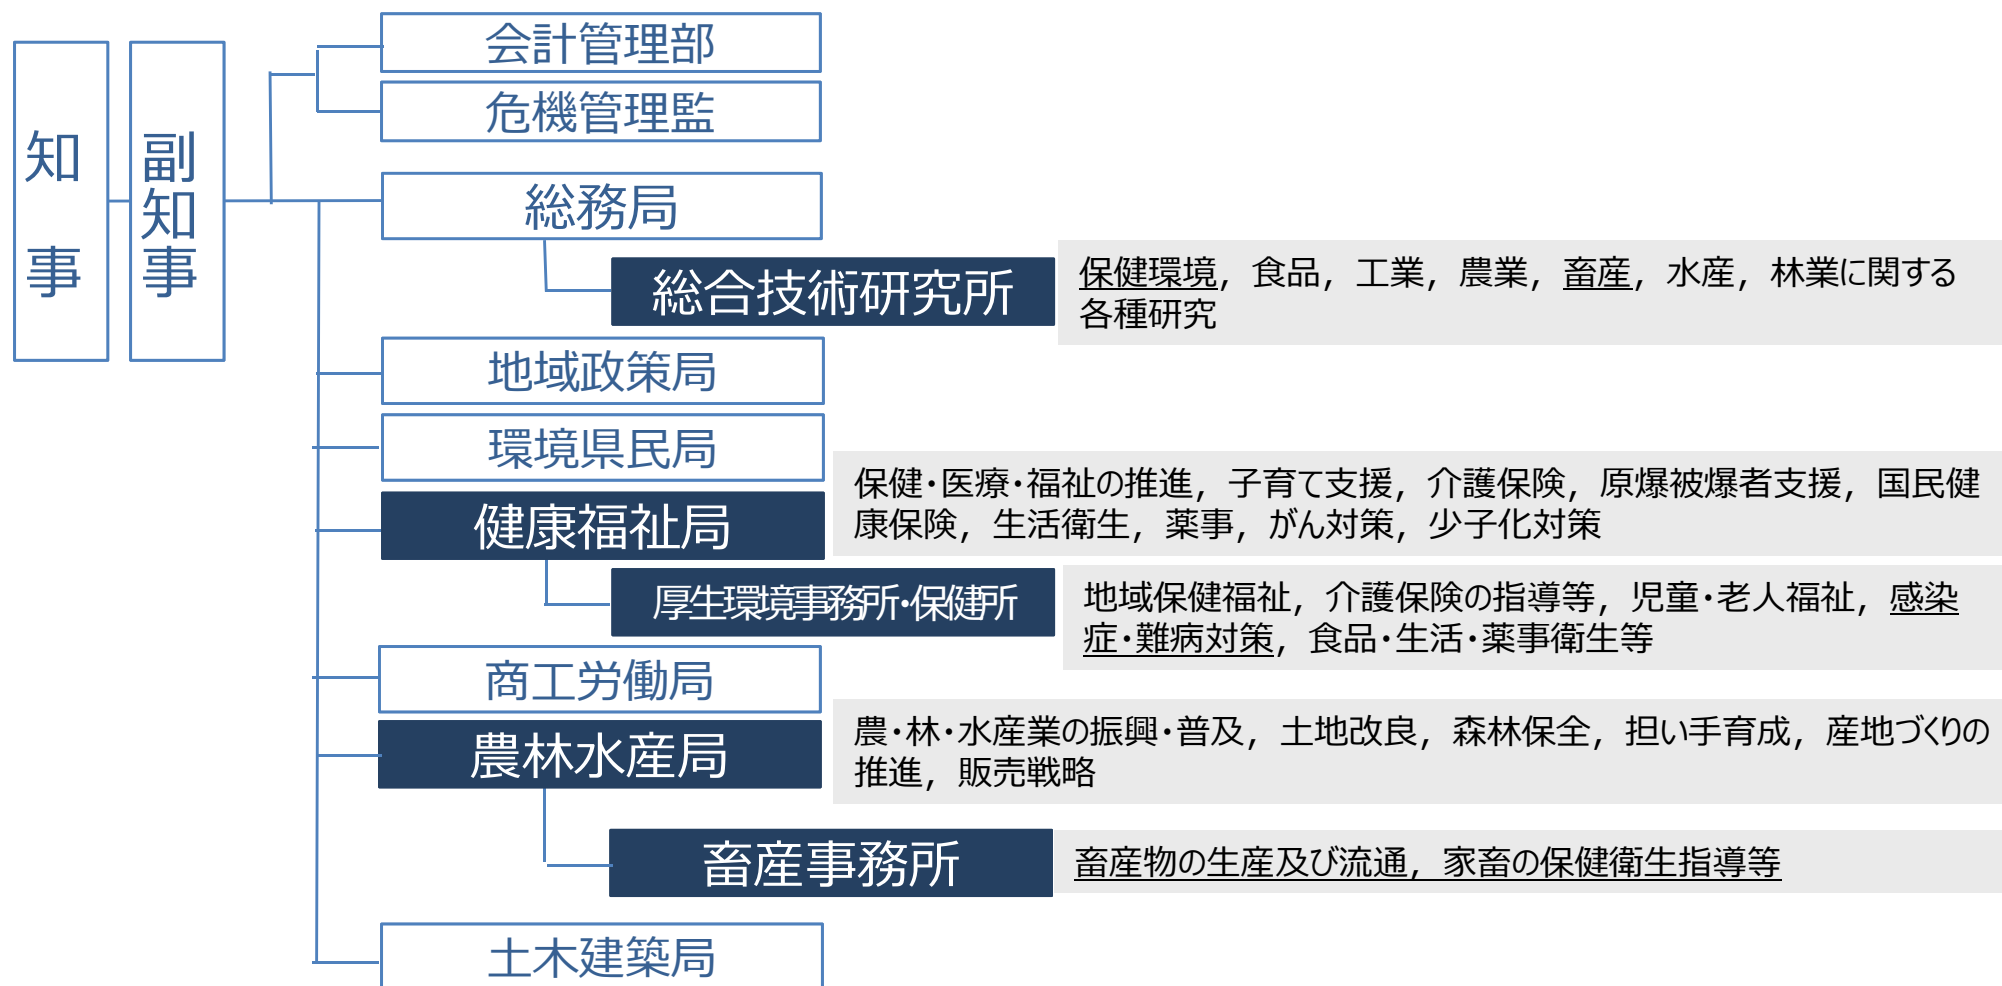 知事
副知事
会計管理部
危機管理監
総務局
総合技術研究所
保健環境，食品，工業，農業，畜産，水産，林業に関する
各種研究
地域政策局
環境県民局
健康福祉局
保健・医療・福祉の推進，子育て支援，介護保険，原爆被爆者支援，国民健
康保険，生活衛生，薬事，がん対策，少子化対策
厚生環境事務所・保健所
地域保健福祉，介護保険の指導等，児童・老人福祉，感染
症・難病対策，食品・生活・薬事衛生等
商工労働局
農林水産局
農・林・水産業の振興・普及，土地改良，森林保全，担い手育成，産地づくりの
推進，販売戦略
畜産事務所
畜産物の生産及び流通，家畜の保健衛生指導等
土木建築局